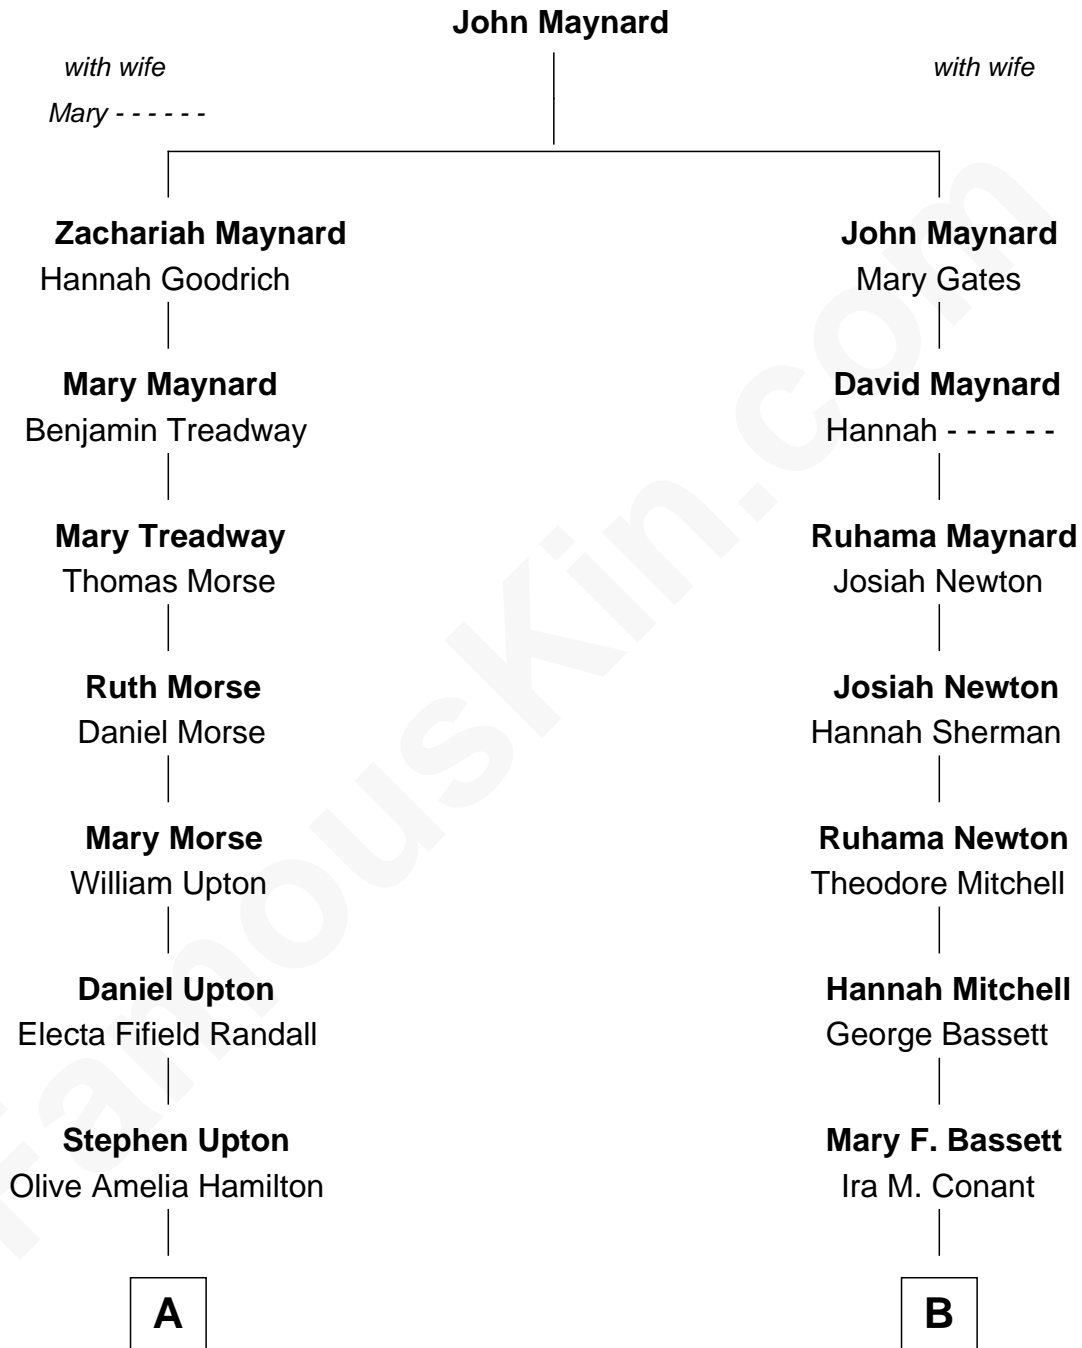 John Maynard
with wife
with wife
Mary - - - - - -
Zachariah Maynard
John Maynard
Hannah Goodrich
Mary Gates
Mary Maynard
David Maynard
Benjamin Treadway
Hannah - - - - - -
Mary Treadway
Ruhama Maynard
Thomas Morse
Josiah Newton
Ruth Morse
Josiah Newton
Daniel Morse
Hannah Sherman
Mary Morse
Ruhama Newton
William Upton
Theodore Mitchell
Daniel Upton
Hannah Mitchell
Electa Fifield Randall
George Bassett
Stephen Upton
Mary F. Bassett
Olive Amelia Hamilton
Ira M. Conant
A
B
FamousKin.com